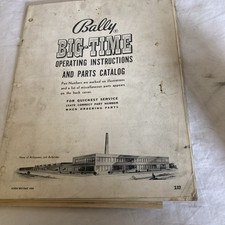 Bally
BIG-TIME
OPERATING INSTRUCTIONS
AND PARTS CATALOG
Part Numbers are marked on illustrations
and a list of miscellaneous parts appears
on the back cover.
FOR QUICKEST SERVICE
STATE CORRECT PART NUMBER
WHEN ORDERING PARTS